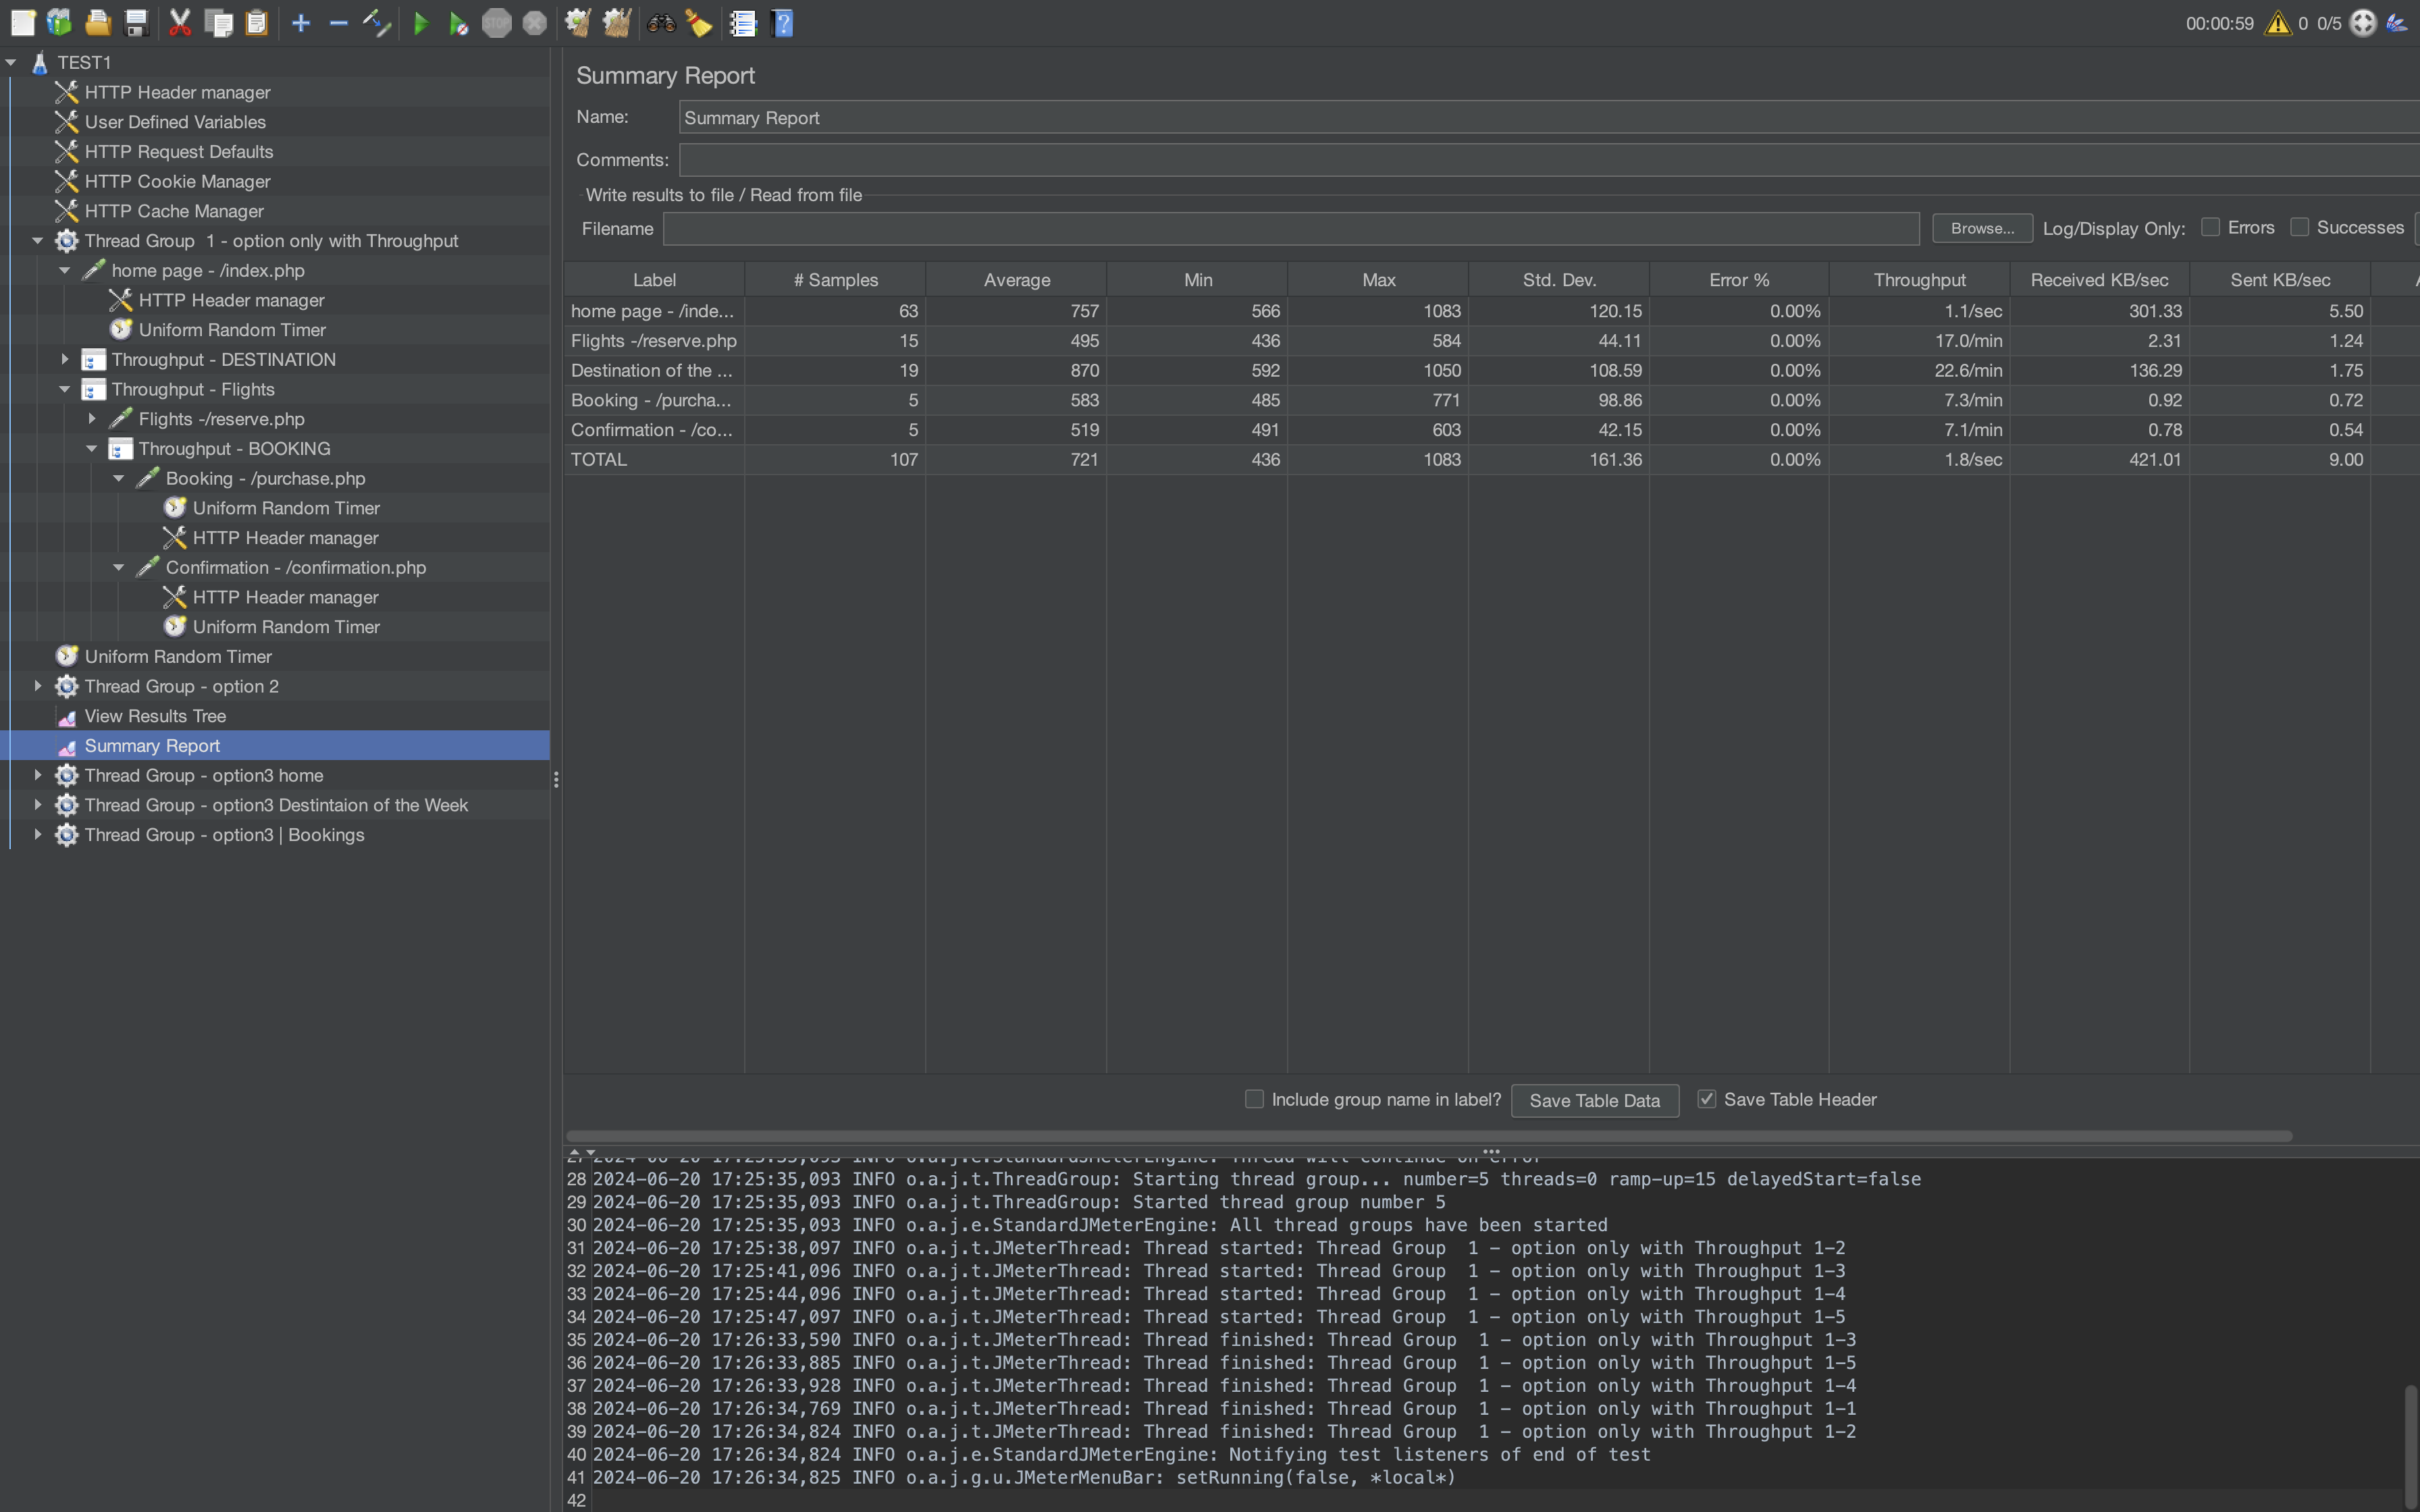 STOP
00:00:59 0 0/5
TEST1
HTTP Header manager
User Defined Variables
HTTP Request Defaults
HTTP Cookie Manager
HTTP Cache Manager
Thread Group  1 - option only with Throughput
home page - /index.php
HTTP Header manager
Uniform Random Timer
Throughput - DESTINATION
Throughput - Flights
Flights -/reserve.php
Throughput - BOOKING
Booking - /purchase.php
Uniform Random Timer
HTTP Header manager
Confirmation - /confirmation.php
HTTP Header manager
Uniform Random Timer
Uniform Random Timer
Thread Group - option 2
View Results Tree
Summary Report
Thread Group - option3 home
Thread Group - option3 Destintaion of the Week
Thread Group - option3 | Bookings
Summary Report
Name: Summary Report
Comments:
Write results to file / Read from file
Filename Browse... Log/Display Only: Errors Successes
Label # Samples Average Min Max Std. Dev. Error % Throughput Received KB/sec Sent KB/sec
home page - /inde... 63 757 566 1083 120.15 0.00% 1.1/sec 301.33 5.50
Flights -/reserve.php 15 495 436 584 44.11 0.00% 17.0/min 2.31 1.24
Destination of the ... 19 870 592 1050 108.59 0.00% 22.6/min 136.29 1.75
Booking - /purcha... 5 583 485 771 98.86 0.00% 7.3/min 0.92 0.72
Confirmation - /co... 5 519 491 603 42.15 0.00% 7.1/min 0.78 0.54
TOTAL 107 721 436 1083 161.36 0.00% 1.8/sec 421.01 9.00
Include group name in label? Save Table Data Save Table Header
27 2024-06-20 17:25:35,093 INFO o.a.j.e.StandardJMeterEngine: Thread will continue on error
28 2024-06-20 17:25:35,093 INFO o.a.j.t.ThreadGroup: Starting thread group... number=5 threads=0 ramp-up=15 delayedStart=false
29 2024-06-20 17:25:35,093 INFO o.a.j.t.ThreadGroup: Started thread group number 5
30 2024-06-20 17:25:35,093 INFO o.a.j.e.StandardJMeterEngine: All thread groups have been started
31 2024-06-20 17:25:38,097 INFO o.a.j.t.JMeterThread: Thread started: Thread Group  1 - option only with Throughput 1-2
32 2024-06-20 17:25:41,096 INFO o.a.j.t.JMeterThread: Thread started: Thread Group  1 - option only with Throughput 1-3
33 2024-06-20 17:25:44,096 INFO o.a.j.t.JMeterThread: Thread started: Thread Group  1 - option only with Throughput 1-4
34 2024-06-20 17:25:47,097 INFO o.a.j.t.JMeterThread: Thread started: Thread Group  1 - option only with Throughput 1-5
35 2024-06-20 17:26:33,590 INFO o.a.j.t.JMeterThread: Thread finished: Thread Group  1 - option only with Throughput 1-3
36 2024-06-20 17:26:33,885 INFO o.a.j.t.JMeterThread: Thread finished: Thread Group  1 - option only with Throughput 1-5
37 2024-06-20 17:26:33,928 INFO o.a.j.t.JMeterThread: Thread finished: Thread Group  1 - option only with Throughput 1-4
38 2024-06-20 17:26:34,769 INFO o.a.j.t.JMeterThread: Thread finished: Thread Group  1 - option only with Throughput 1-1
39 2024-06-20 17:26:34,824 INFO o.a.j.t.JMeterThread: Thread finished: Thread Group  1 - option only with Throughput 1-2
40 2024-06-20 17:26:34,824 INFO o.a.j.e.StandardJMeterEngine: Notifying test listeners of end of test
41 2024-06-20 17:26:34,825 INFO o.a.j.g.u.JMeterMenuBar: setRunning(false, *local*)
42